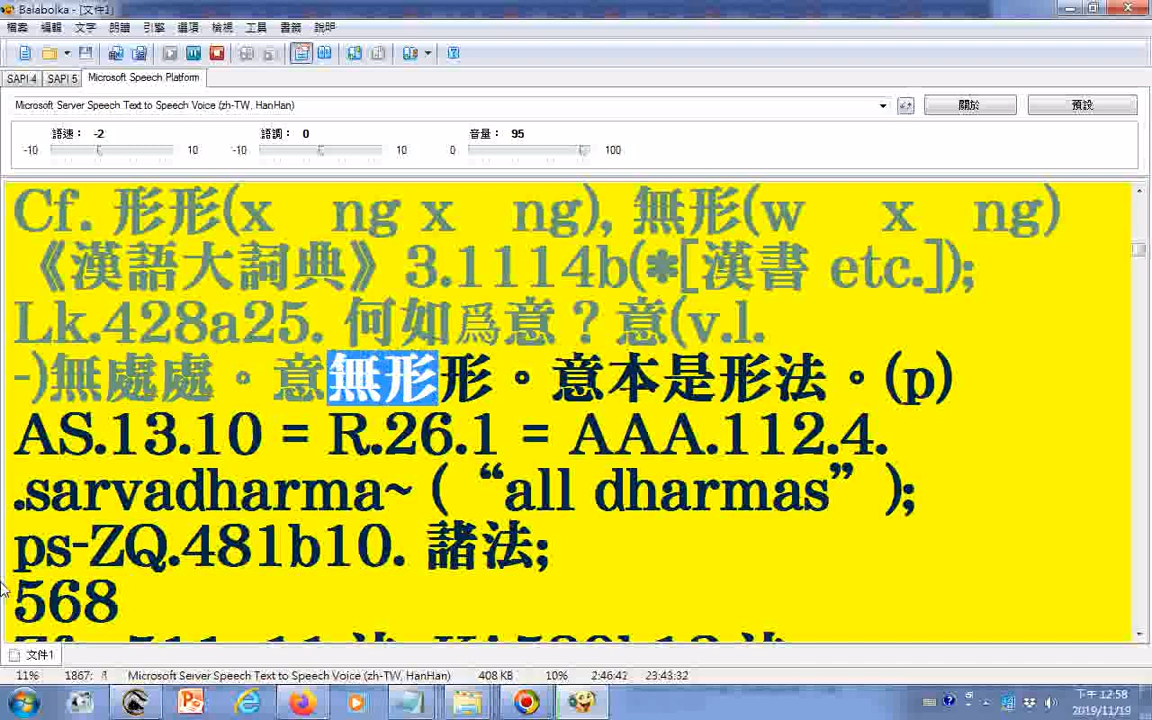 Balabolka - [文件1]
檔案 編輯 文字 朗讀 引擎 選項 檢視 工具 書籤 說明
SAPI 4 SAPI 5 Microsoft Speech Platform
Microsoft Server Speech Text to Speech Voice (zh-TW, HanHan) 關於 預設
語速: -2 語調: 0 音量: 95
-10 10 -10 10 0 100
Cf. 形形(x ng x ng), 無形(w x ng)
《漢語大詞典》3.1114b(*[漢書 etc.]);
Lk.428a25. 何如爲意？意(v.l.
-)無處處。意無形形。意本是形法。(p)
AS.13.10 = R.26.1 = AAA.112.4.
.sarvadharma~ (“all dharmas”);
ps-ZQ.481b10. 諸法;
568
文件1
11% 1867: Microsoft Server Speech Text to Speech Voice (zh-TW, HanHan) 408 KB 10% 2:46:42 23:43:32
下午 12:58
2019/11/19